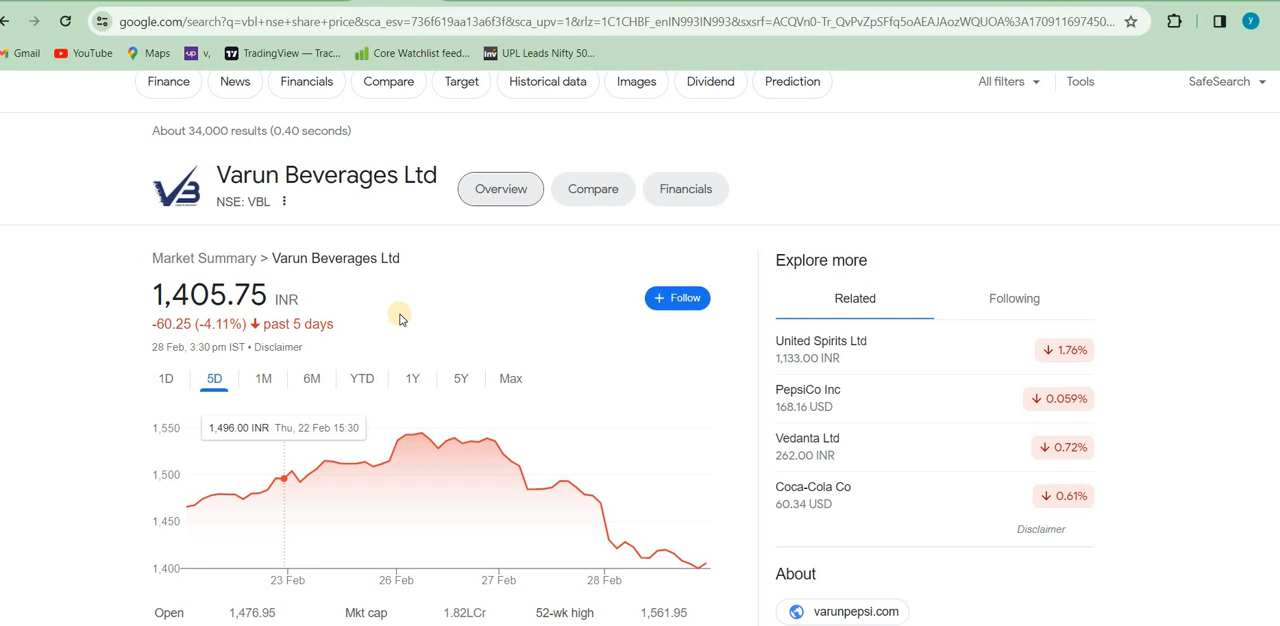 google.com/search?q=vbl+nse+share+price&sca_esv=736f619aa13a6f3f&sca_upv=1&rlz=1C1CHBF_enIN993IN993&sxsrf=ACQVn0-Tr_QvPvZpSFfq5oAEAJAozWQUOA%3A170911697450...
y
Gmail YouTube Maps up v, TradingView — Trac... Core Watchlist feed... inv UPL Leads Nifty 50...
Finance News Financials Compare Target Historical data Images Dividend Prediction All filters Tools SafeSearch
About 34,000 results (0.40 seconds)
Varun Beverages Ltd
NSE: VBL
Overview Compare Financials
Market Summary > Varun Beverages Ltd
1,405.75 INR
-60.25 (-4.11%) past 5 days
28 Feb, 3:30 pm IST • Disclaimer
+ Follow
1D 5D 1M 6M YTD 1Y 5Y Max
1,496.00 INR Thu, 22 Feb 15:30
1,550
1,500
1,450
1,400
23 Feb 26 Feb 27 Feb 28 Feb
Open 1,476.95 Mkt cap 1.82LCr 52-wk high 1,561.95
Explore more
Related Following
United Spirits Ltd
1,133.00 INR
1.76%
PepsiCo Inc
168.16 USD
0.059%
Vedanta Ltd
262.00 INR
0.72%
Coca-Cola Co
60.34 USD
0.61%
Disclaimer
About
varunpepsi.com